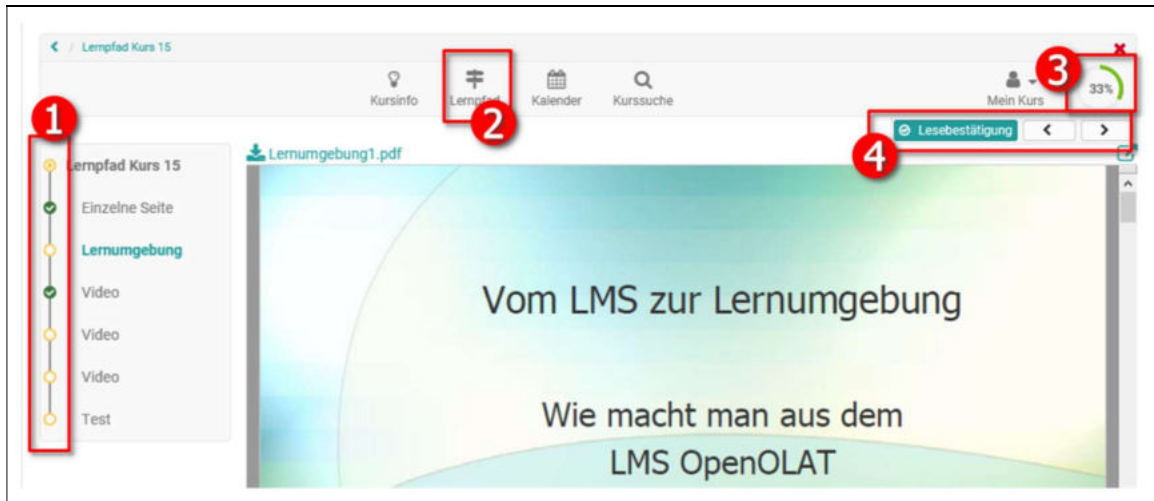 / Lernpfad Kurs 15
Kursinfo
Lernpfad
Kalender
Kurssuche
Mein Kurs
33%
1
2
3
4
Lesebestätigung
Lernpfad Kurs 15
Einzelne Seite
Lernumgebung
Video
Video
Video
Test
Lernumgebung1.pdf
Vom LMS zur Lernumgebung
Wie macht man aus dem
LMS OpenOLAT